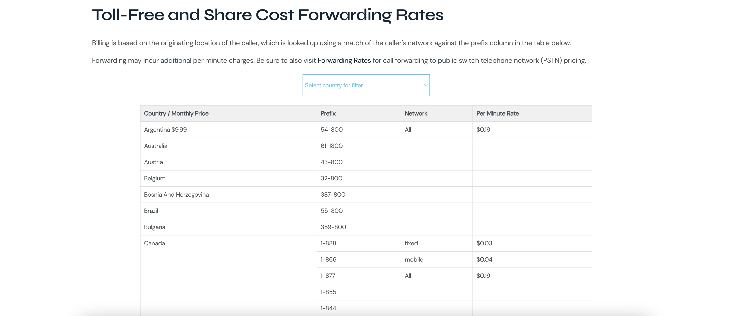 Toll-Free and Share Cost Forwarding Rates
Billing is based on the originating location of the caller, which is looked up using a match of the caller's network against the prefix column in the table below.
Forwarding may incur additional per minute charges. Be sure to also visit Forwarding Rates for call forwarding to public switch telephone network (PSTN) pricing.
Select country for filter
Country / Monthly Price Prefix Network Per Minute Rate
Argentina $9.99 54-800 All $0.19
Australia 61-1800
Austria 43-800
Belgium 32-800
Bosnia And Herzegovina 387-800
Brazil 55-800
Bulgaria 359-800
Canada 1-888 fixed $0.03
1-866 mobile $0.04
1-877 All $0.19
1-855
1-844